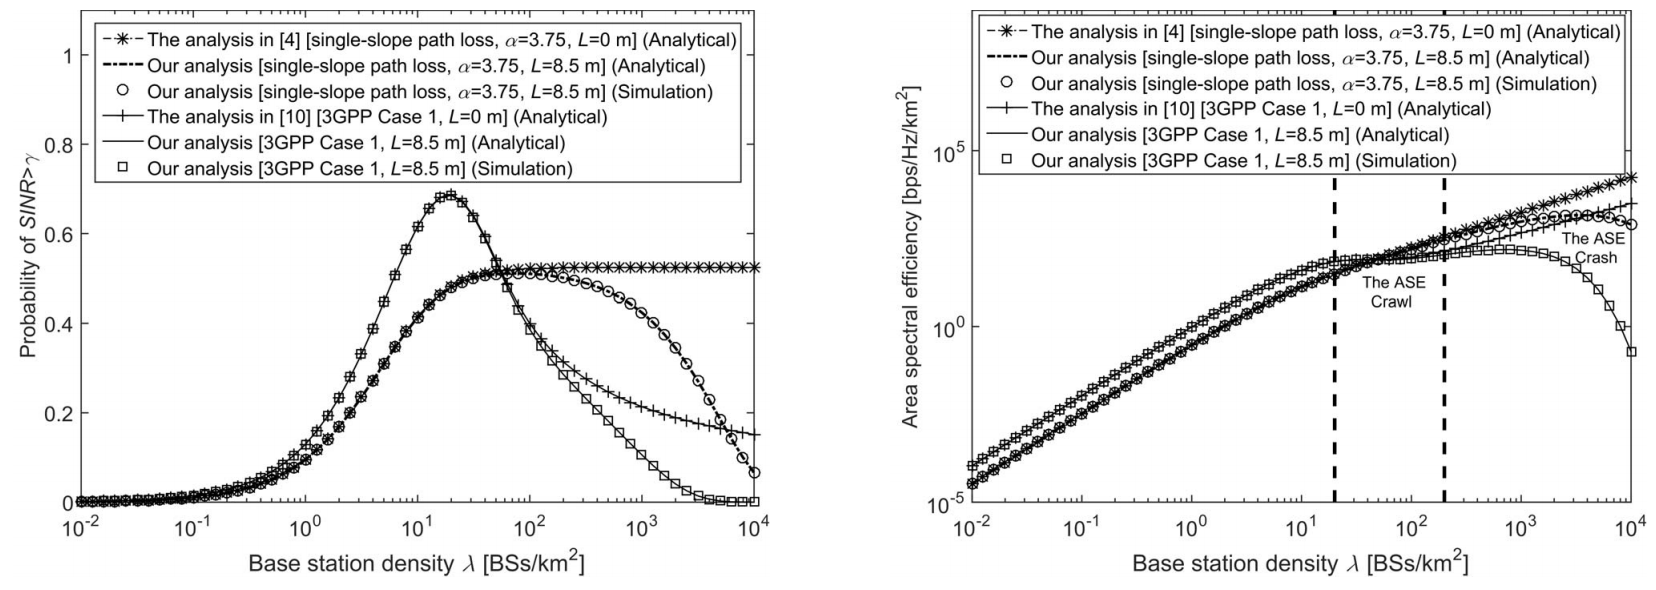 The analysis in [4] [single-slope path loss, α=3.75, L=0 m] (Analytical)
Our analysis [single-slope path loss, α=3.75, L=8.5 m] (Analytical)
Our analysis [single-slope path loss, α=3.75, L=8.5 m] (Simulation)
The analysis in [10] [3GPP Case 1, L=0 m] (Analytical)
Our analysis [3GPP Case 1, L=8.5 m] (Analytical)
Our analysis [3GPP Case 1, L=8.5 m] (Simulation)
Probability of SINR>γ
1
0.8
0.6
0.4
0.2
0
10^-2 10^-1 10^0 10^1 10^2 10^3 10^4
Base station density λ [BSs/km^2]
The analysis in [4] [single-slope path loss, α=3.75, L=0 m] (Analytical)
Our analysis [single-slope path loss, α=3.75, L=8.5 m] (Analytical)
Our analysis [single-slope path loss, α=3.75, L=8.5 m] (Simulation)
The analysis in [10] [3GPP Case 1, L=0 m] (Analytical)
Our analysis [3GPP Case 1, L=8.5 m] (Analytical)
Our analysis [3GPP Case 1, L=8.5 m] (Simulation)
Area spectral efficiency [bps/Hz/km^2]
10^5
10^0
10^-5
The ASE
Crawl
The ASE
Crash
10^-2 10^-1 10^0 10^1 10^2 10^3 10^4
Base station density λ [BSs/km^2]